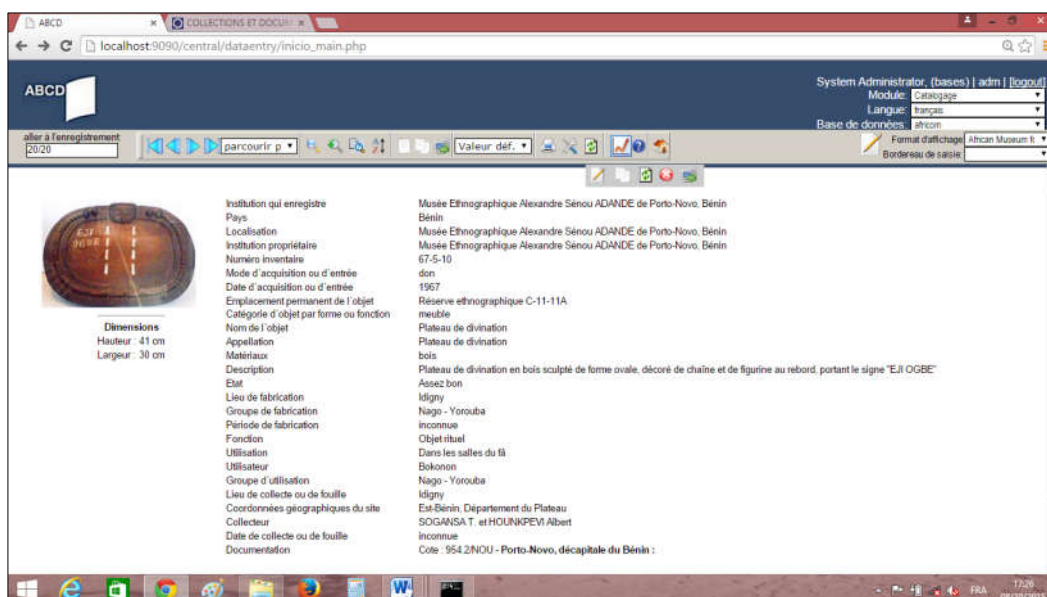 ABCD
COLLECTIONS ET DOCUM
localhost:9090/central/dataentry/inicio_main.php
ABCD
System Administrator, (bases) | adm | [logout]
Module: Catalogage
Langue: français
Base de données: africom
aller à l'enregistrement
20/20
parcourir p
Valeur déf.
Format d'affichage: African Museum R
Bordereau de saisie:
EJI
OGBE
Dimensions
Hauteur : 41 cm
Largeur : 30 cm
Institution qui enregistre Musée Ethnographique Alexandre Sènou ADANDE de Porto-Novo, Bénin
Pays Bénin
Localisation Musée Ethnographique Alexandre Sènou ADANDE de Porto-Novo, Bénin
Institution propriétaire Musée Ethnographique Alexandre Sènou ADANDE de Porto-Novo, Bénin
Numéro inventaire 67-5-10
Mode d´acquisition ou d´entrée don
Date d´acquisition ou d´entrée 1967
Emplacement permanent de l´objet Réserve ethnographique C-11-11A
Catégorie d´objet par forme ou fonction meuble
Nom de l´objet Plateau de divination
Appellation Plateau de divination
Matériaux bois
Description Plateau de divination en bois sculpté de forme ovale, décoré de chaîne et de figurine au rebord, portant le signe "EJI OGBE"
Etat Assez bon
Lieu de fabrication Idigny
Groupe de fabrication Nago - Yorouba
Période de fabrication inconnue
Fonction Objet rituel
Utilisation Dans les salles du fâ
Utilisateur Bokonon
Groupe d´utilisation Nago - Yorouba
Lieu de collecte ou de fouille Idigny
Coordonnées géographiques du site Est-Bénin, Département du Plateau
Collecteur SOGANSA T. et HOUNKPEVI Albert
Date de collecte ou de fouille inconnue
Documentation Cote : 954.2/NOU - Porto-Novo, décapitale du Bénin :
FRA
17:26